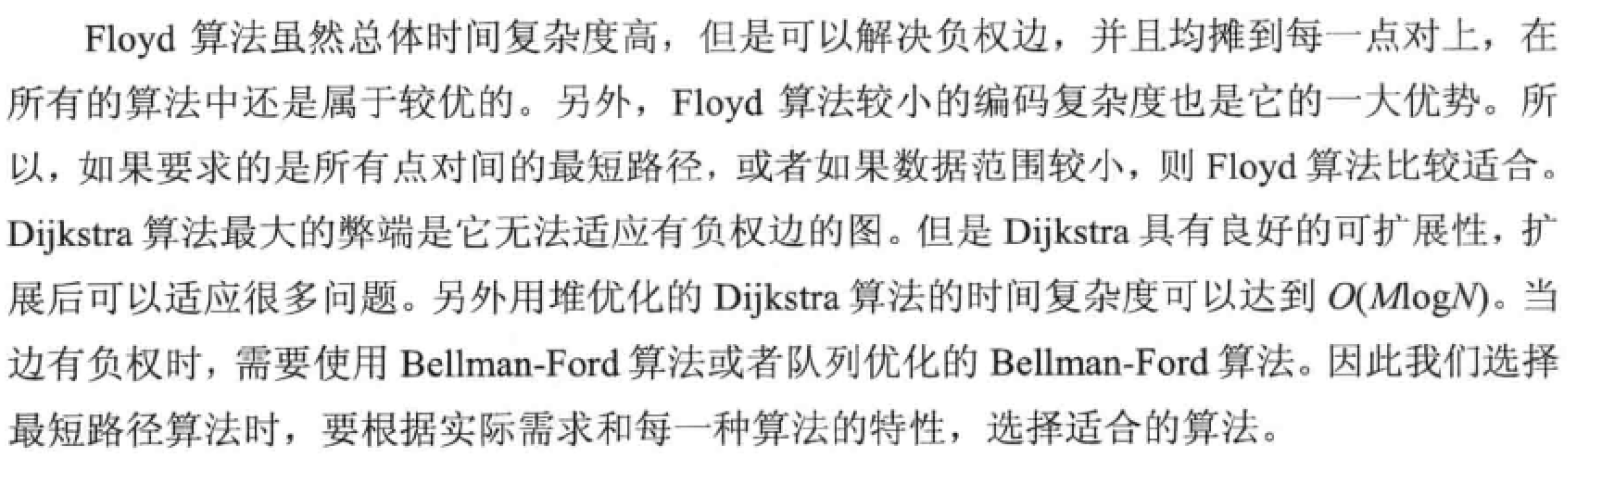 Floyd 算法虽然总体时间复杂度高，但是可以解决负权边，并且均摊到每一点对上，在
所有的算法中还是属于较优的。另外，Floyd 算法较小的编码复杂度也是它的一大优势。所
以，如果要求的是所有点对间的最短路径，或者如果数据范围较小，则 Floyd 算法比较适合。
Dijkstra 算法最大的弊端是它无法适应有负权边的图。但是 Dijkstra 具有良好的可扩展性，扩
展后可以适应很多问题。另外用堆优化的 Dijkstra 算法的时间复杂度可以达到 O(MlogN)。当
边有负权时，需要使用 Bellman-Ford 算法或者队列优化的 Bellman-Ford 算法。因此我们选择
最短路径算法时，要根据实际需求和每一种算法的特性，选择适合的算法。